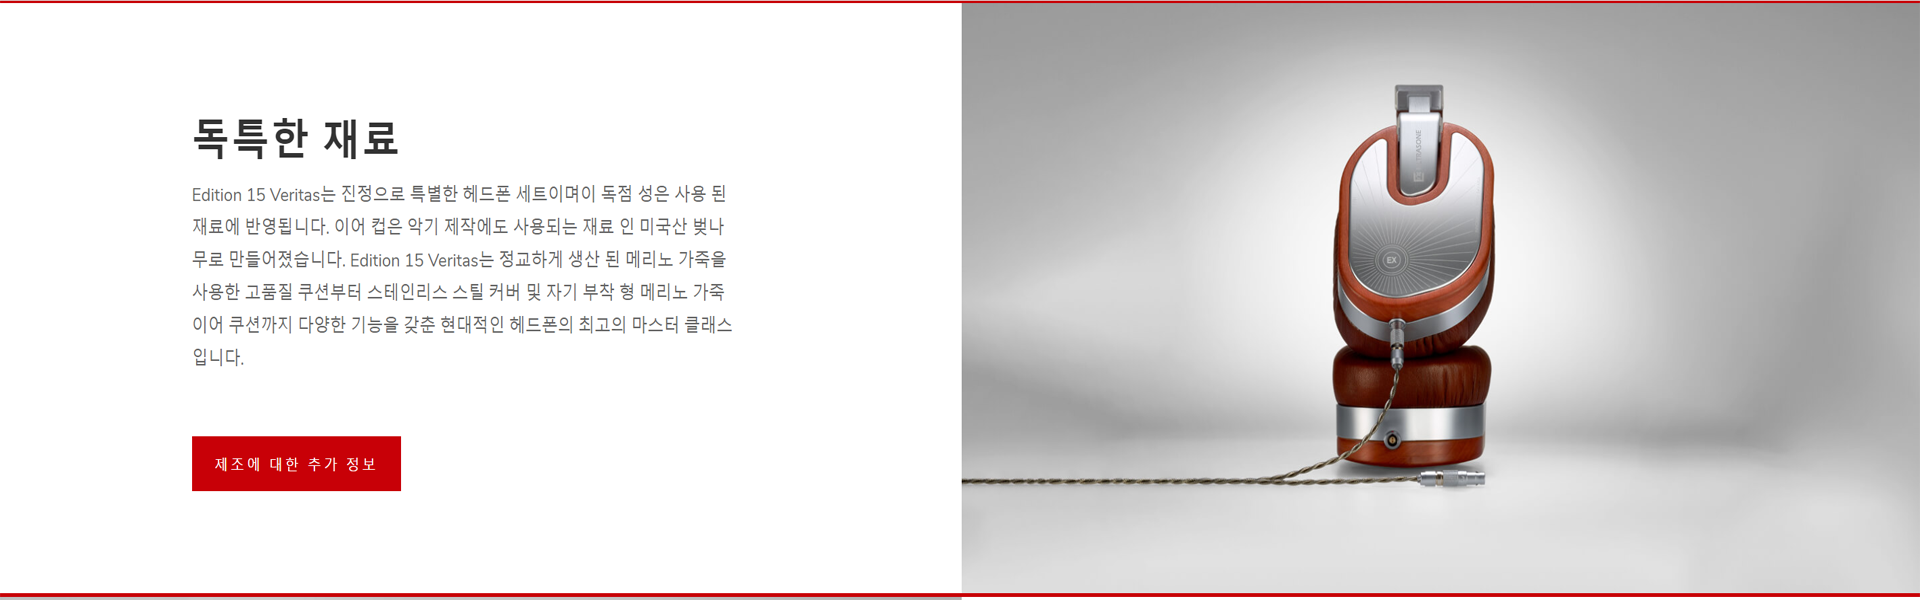 독특한 재료
Edition 15 Veritas는 진정으로 특별한 헤드폰 세트이며이 독점 성은 사용 된
재료에 반영됩니다. 이어 컵은 악기 제작에도 사용되는 재료 인 미국산 벚나
무로 만들어졌습니다. Edition 15 Veritas는 정교하게 생산 된 메리노 가죽을
사용한 고품질 쿠션부터 스테인리스 스틸 커버 및 자기 부착 형 메리노 가죽
이어 쿠션까지 다양한 기능을 갖춘 현대적인 헤드폰의 최고의 마스터 클래스
입니다.
제조에 대한 추가 정보
EX